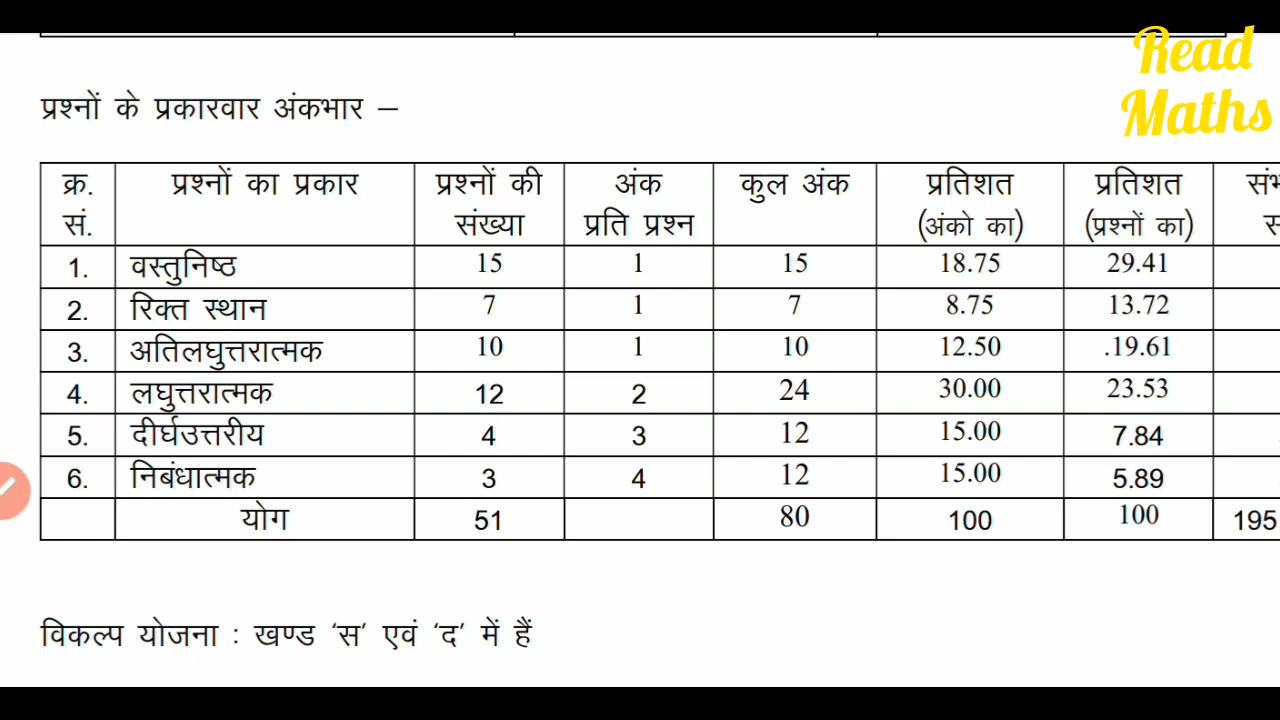 Read
Maths
प्रश्नों के प्रकारवार अंकभार –
क्र. सं. प्रश्नों का प्रकार प्रश्नों की संख्या अंक प्रति प्रश्न कुल अंक प्रतिशत (अंको का) प्रतिशत (प्रश्नों का)
1. वस्तुनिष्ठ 15 1 15 18.75 29.41
2. रिक्त स्थान 7 1 7 8.75 13.72
3. अतिलघुत्तरात्मक 10 1 10 12.50 .19.61
4. लघुत्तरात्मक 12 2 24 30.00 23.53
5. दीर्घउत्तरीय 4 3 12 15.00 7.84
6. निबंधात्मक 3 4 12 15.00 5.89
योग 51 80 100 100 195
विकल्प योजना : खण्ड ‘स’ एवं ‘द’ में हैं